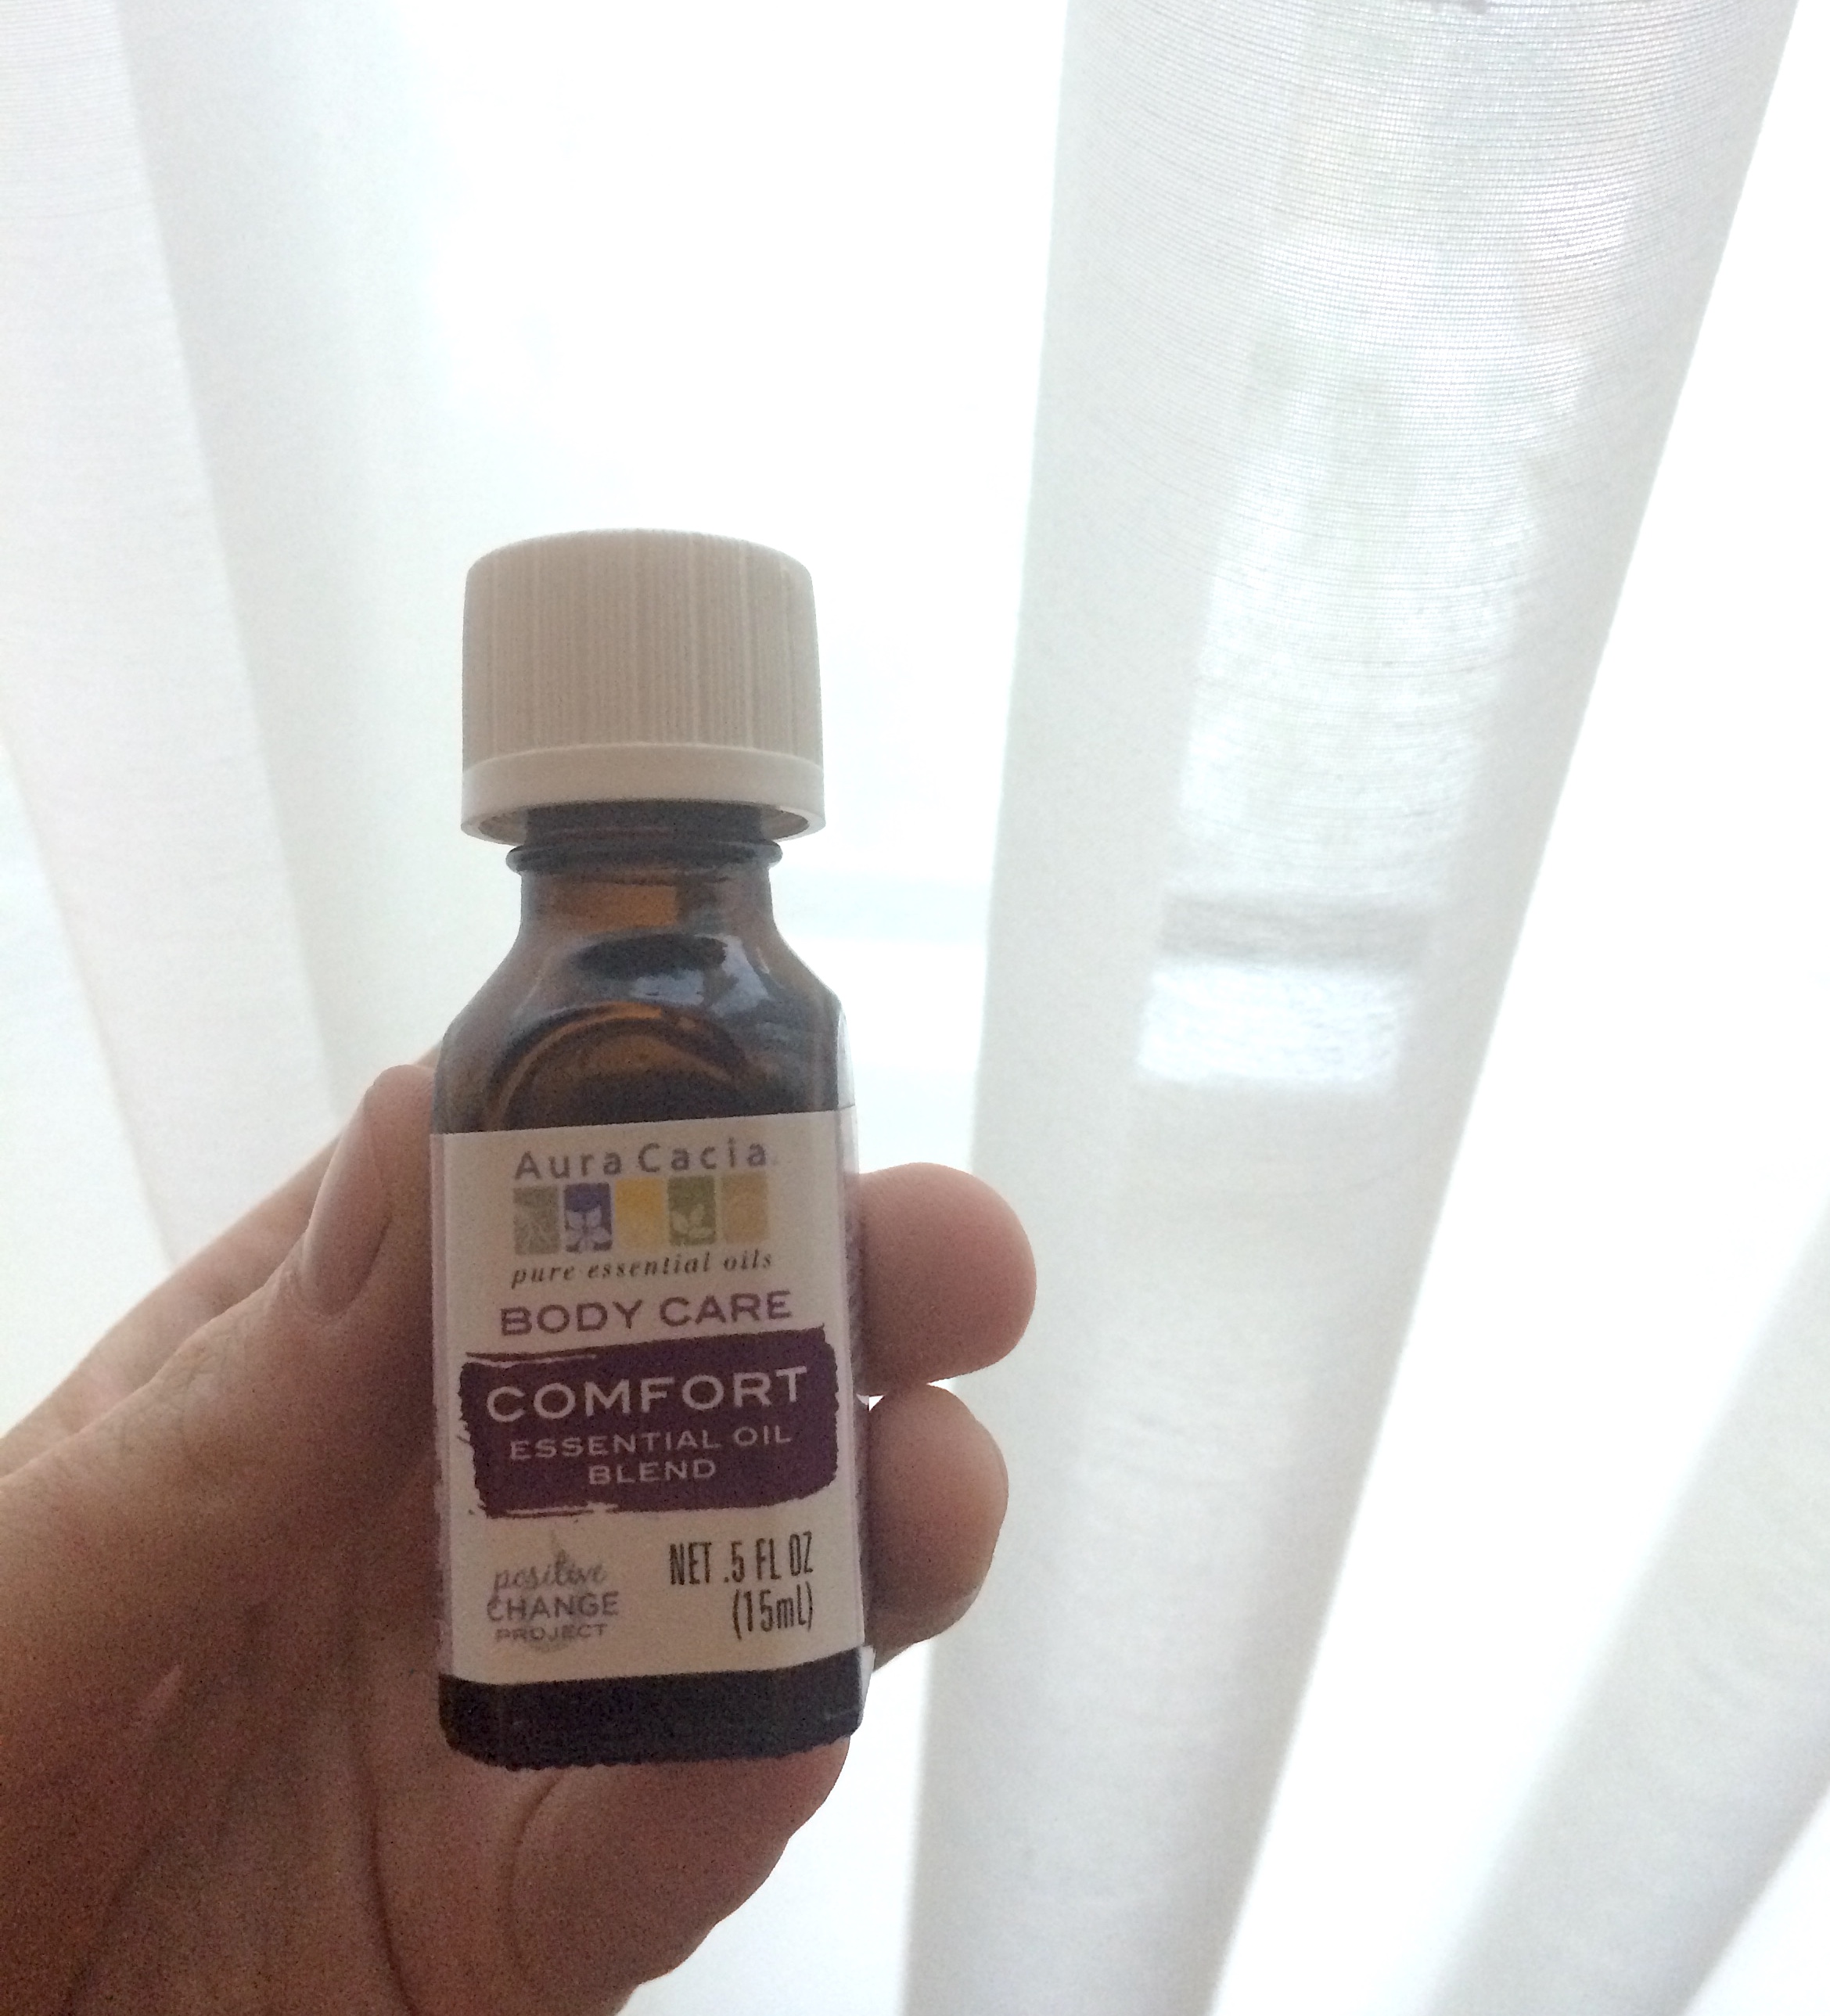 Aura Cacia
pure essential oils
BODY CARE
COMFORT
ESSENTIAL OIL
BLEND
positive
CHANGE
PROJECT
NET .5 FL OZ
(15mL)